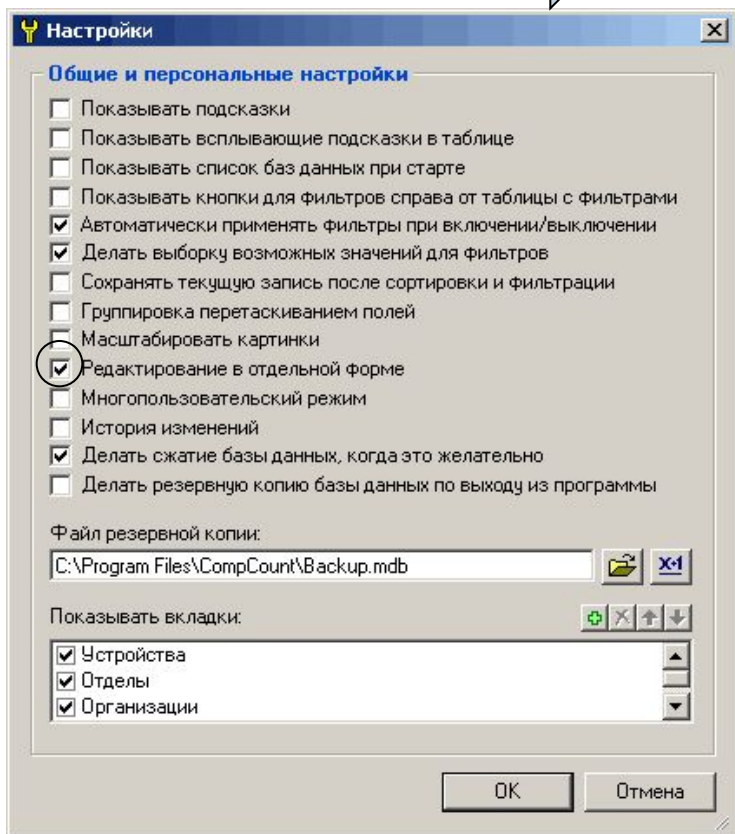 Настройки
Общие и персональные настройки
Показывать подсказки
Показывать всплывающие подсказки в таблице
Показывать список баз данных при старте
Показывать кнопки для фильтров справа от таблицы с фильтрами
Автоматически применять фильтры при включении/выключении
Делать выборку возможных значений для фильтров
Сохранять текущую запись после сортировки и фильтрации
Группировка перетаскиванием полей
Масштабировать картинки
Редактирование в отдельной форме
Многопользовательский режим
История изменений
Делать сжатие базы данных, когда это желательно
Делать резервную копию базы данных по выходу из программы
Файл резервной копии:
C:\Program Files\CompCount\Backup.mdb
X+1
Показывать вкладки:
Устройства
Отделы
Организации
OK Отмена